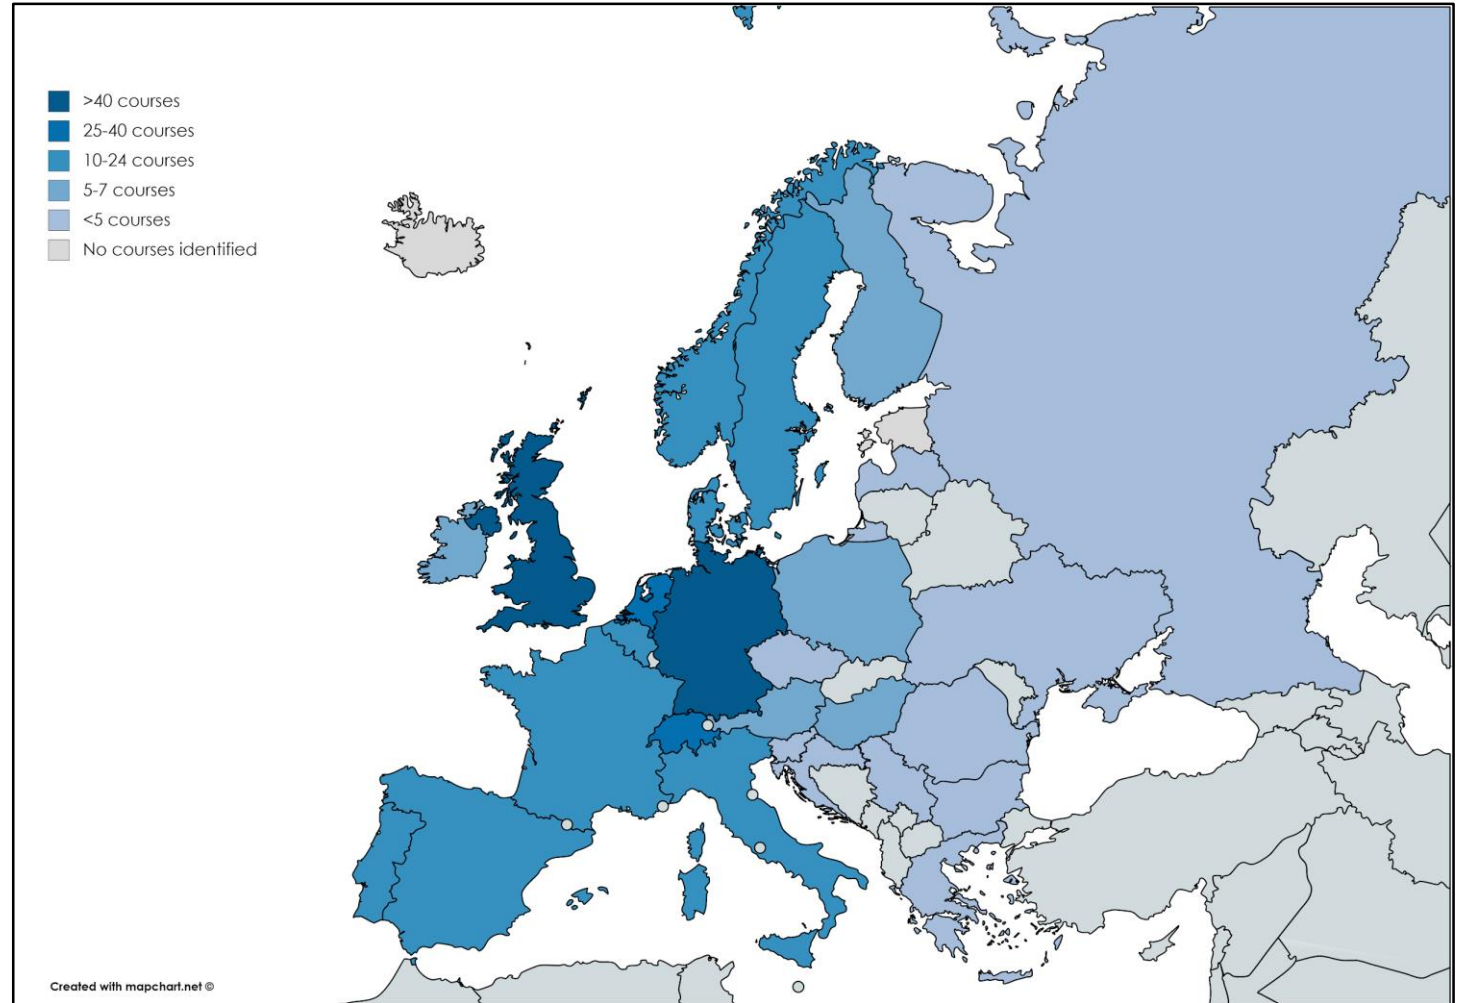 >40 courses
25-40 courses
10-24 courses
5-7 courses
<5 courses
No courses identified
Created with mapchart.net ©